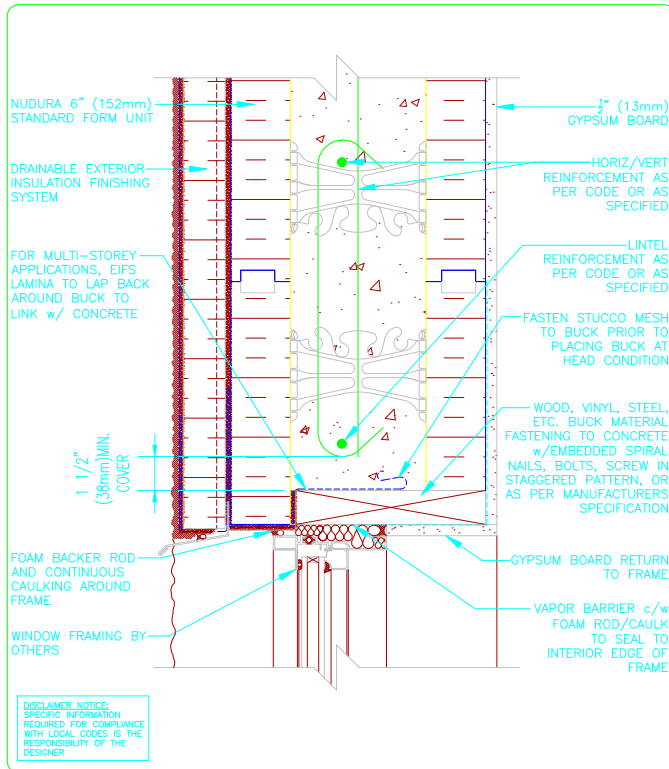 NUDURA 6" (152mm)
STANDARD FORM UNIT
DRAINABLE EXTERIOR
INSULATION FINISHING
SYSTEM
FOR MULTI-STOREY
APPLICATIONS, EIFS
LAMINA TO LAP BACK
AROUND BUCK TO
LINK w/ CONCRETE
1 1/2"
(38mm)MIN.
COVER
FOAM BACKER ROD
AND CONTINUOUS
CAULKING AROUND
FRAME
WINDOW FRAMING BY
OTHERS
½" (13mm)
GYPSUM BOARD
HORIZ/VERT
REINFORCEMENT AS
PER CODE OR AS
SPECIFIED
LINTEL
REINFORCEMENT AS
PER CODE OR AS
SPECIFIED
FASTEN STUCCO MESH
TO BUCK PRIOR TO
PLACING BUCK AT
HEAD CONDITION
WOOD, VINYL, STEEL,
ETC. BUCK MATERIAL
FASTENING TO CONCRETE
w/EMBEDDED SPIRAL
NAILS, BOLTS, SCREW IN
STAGGERED PATTERN, OR
AS PER MANUFACTURERS
SPECIFICATION
GYPSUM BOARD RETURN
TO FRAME
VAPOR BARRIER c/w
FOAM ROD/CAULK
TO SEAL TO
INTERIOR EDGE OF
FRAME
DISCLAIMER NOTICE:
SPECIFIC INFORMATION
REQUIRED FOR COMPLIANCE
WITH LOCAL CODES IS THE
RESPONSIBILITY OF THE
DESIGNER